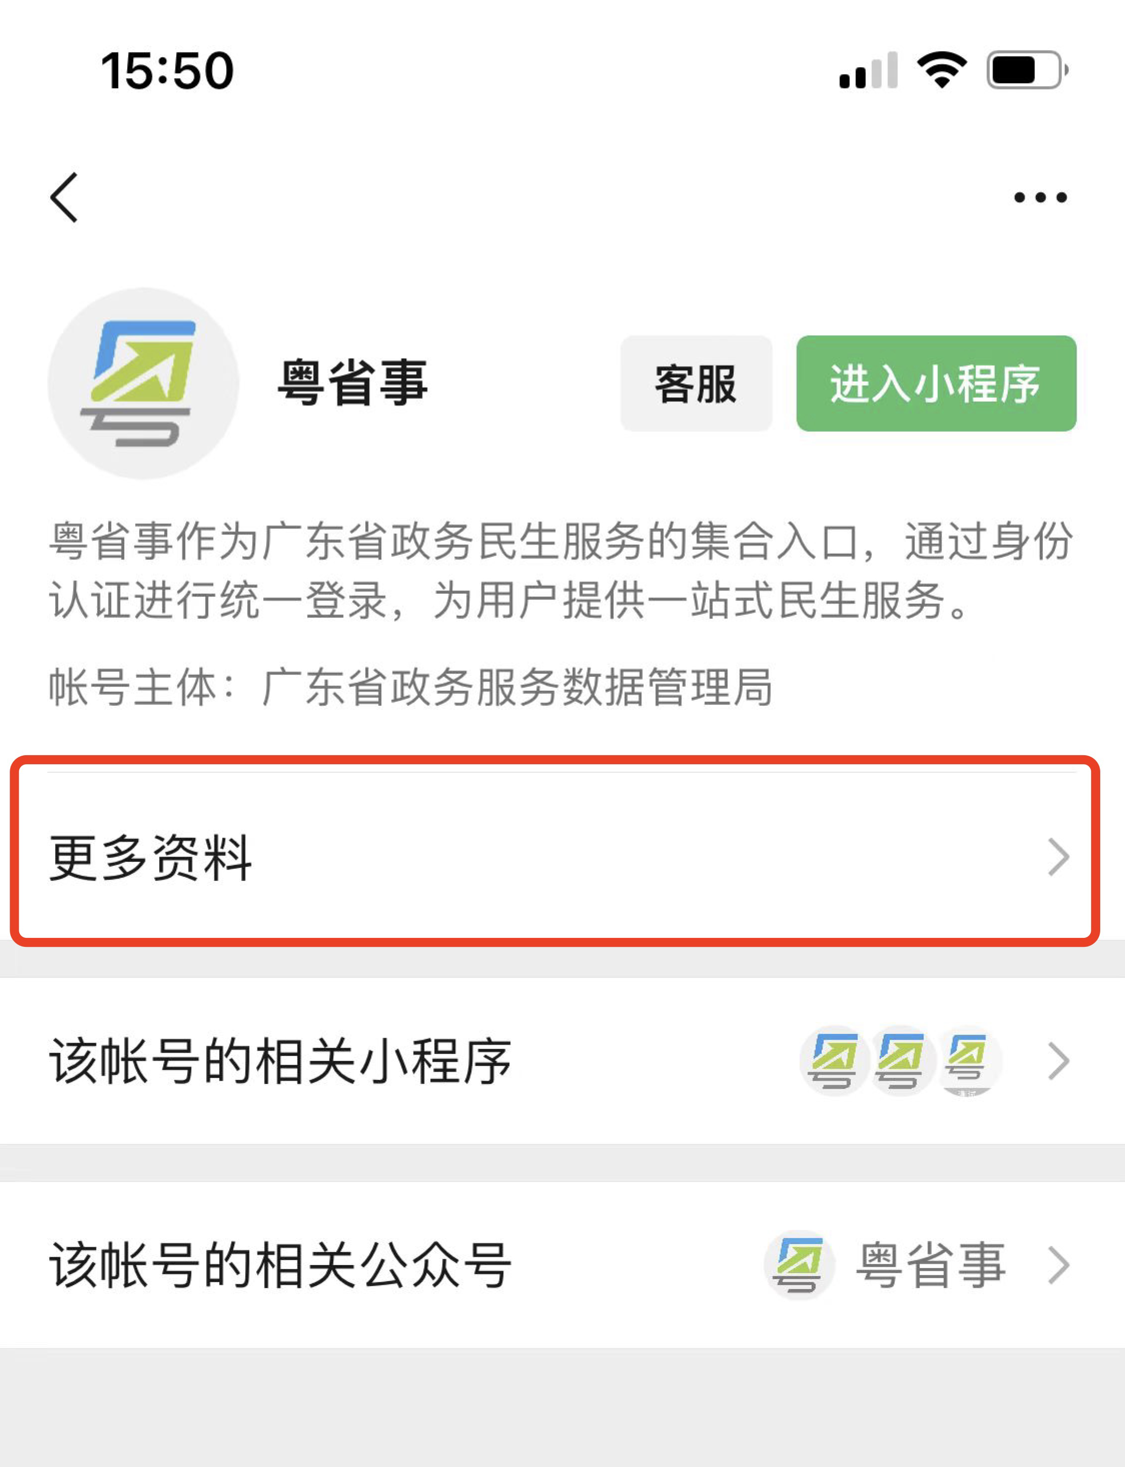 15:50
粤省事
客服
进入小程序
粤省事作为广东省政务民生服务的集合入口，通过身份
认证进行统一登录，为用户提供一站式民生服务。
帐号主体：广东省政务服务数据管理局
更多资料
该帐号的相关小程序
该帐号的相关公众号
粤省事